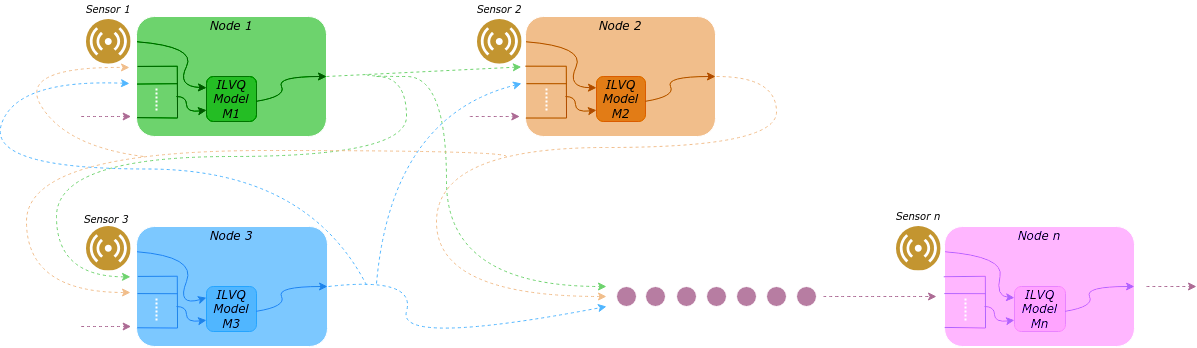 Sensor 1
Node 1
ILVQ
Model
M1
Sensor 2
Node 2
ILVQ
Model
M2
Sensor 3
Node 3
ILVQ
Model
M3
Sensor n
Node n
ILVQ
Model
Mn